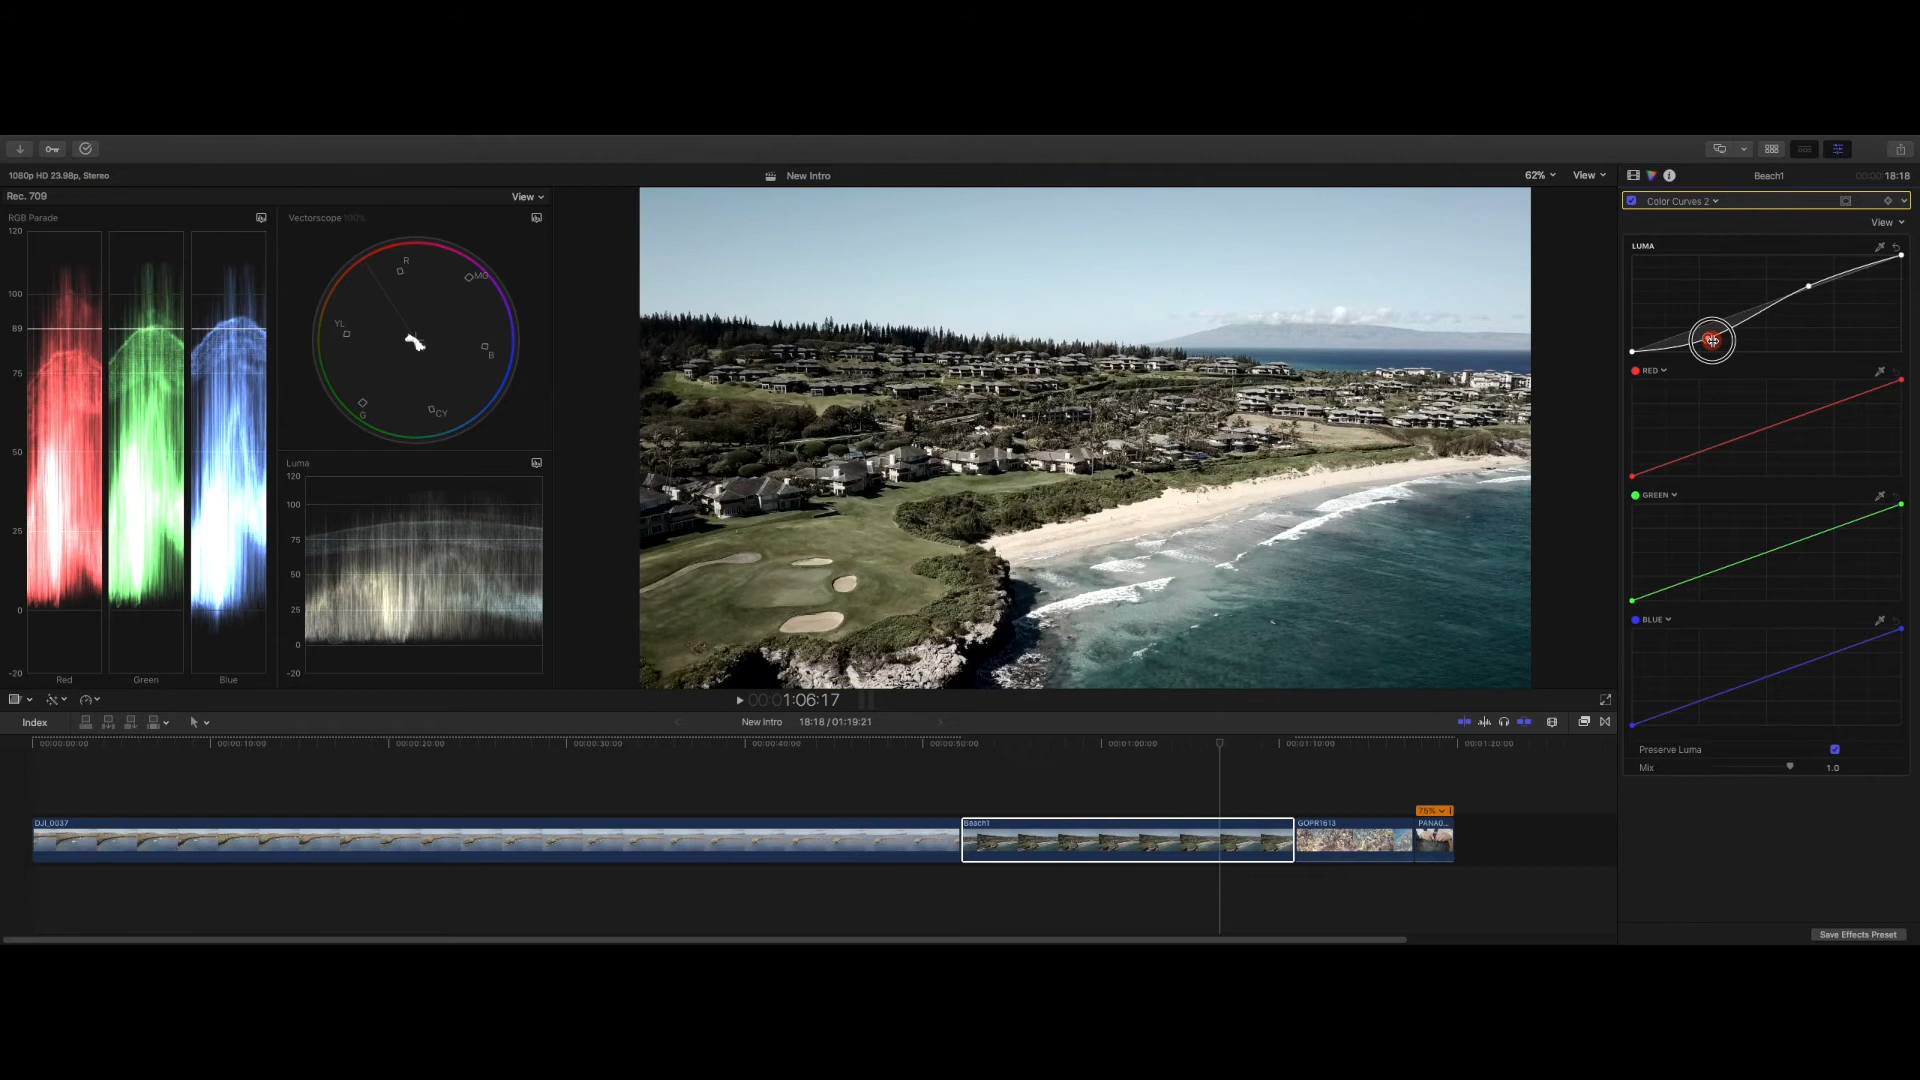 1080p HD 23.98p, Stereo
New Intro
62%
View
Beach1
18:18
Rec. 709
View
Color Curves 2
View
RGB Parade
Vectorscope 100%
LUMA
120
100
89
75
50
25
0
-20
Red
Green
Blue
R
MG
YL
B
G
CY
Luma
120
100
75
50
25
0
-20
RED
GREEN
BLUE
Preserve Luma
Mix
1.0
00:00 1:06:17
Index
New Intro
18:18 / 01:19:21
00:00:00:00
00:00:10:00
00:00:20:00
00:00:30:00
00:00:40:00
00:00:50:00
00:01:00:00
00:01:10:00
00:01:20:00
75%
DJI_0037
Beach1
GOPR1613
PANA0...
Save Effects Preset